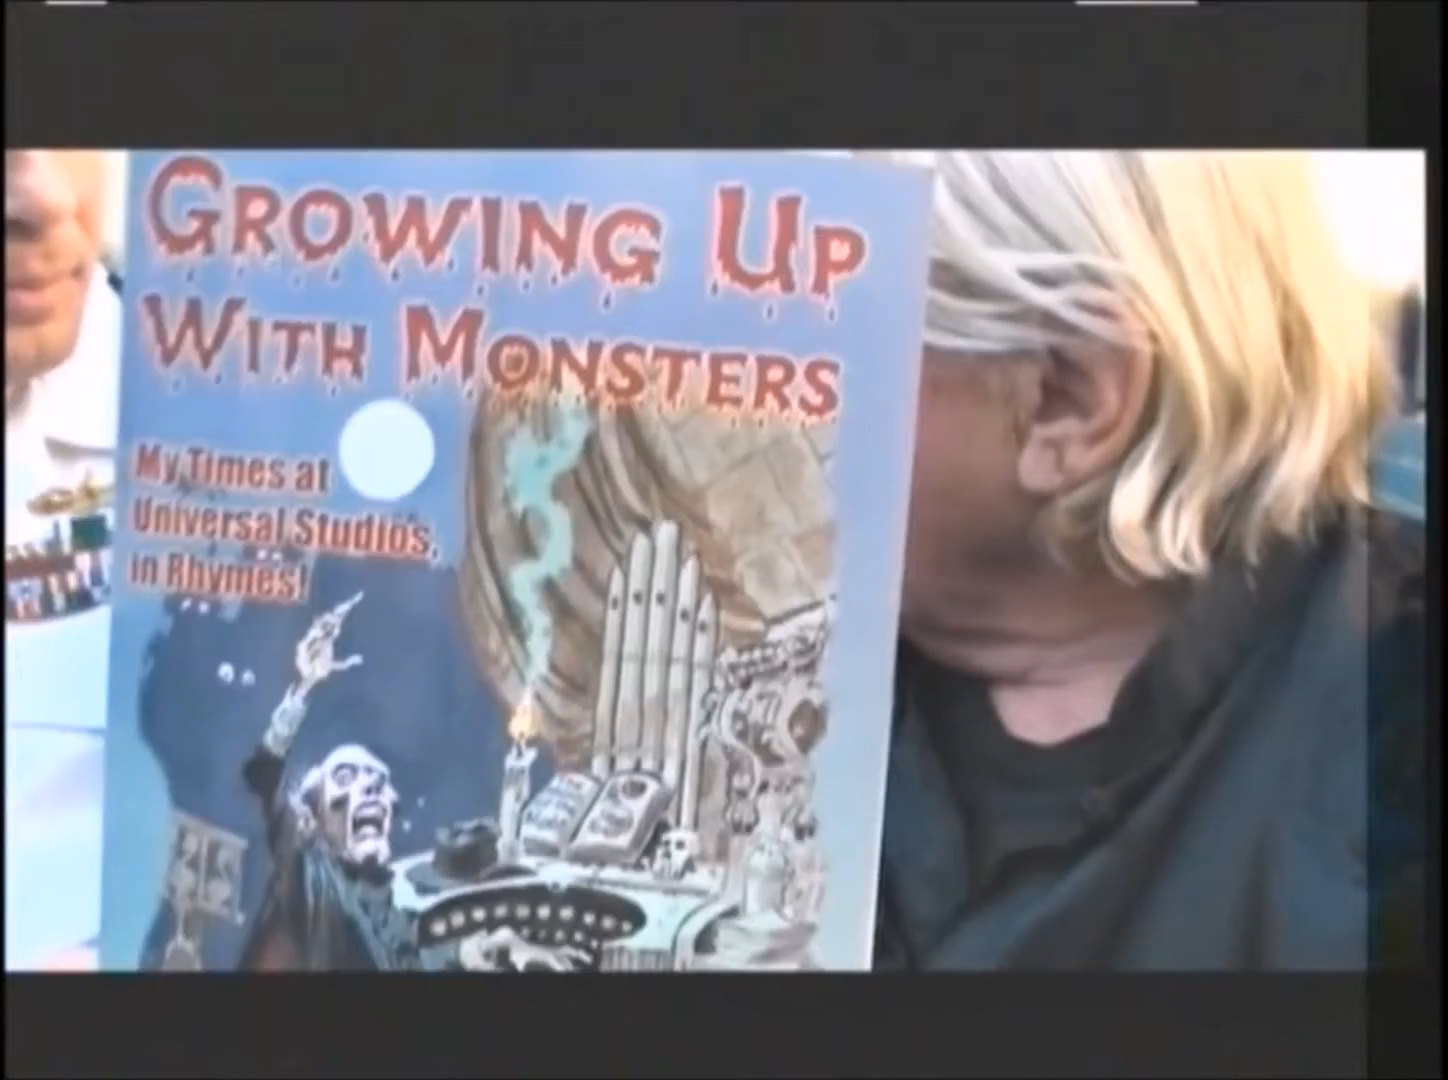 GROWING UP
WITH MONSTERS
My Times at
Universal Studios,
in Rhymes!